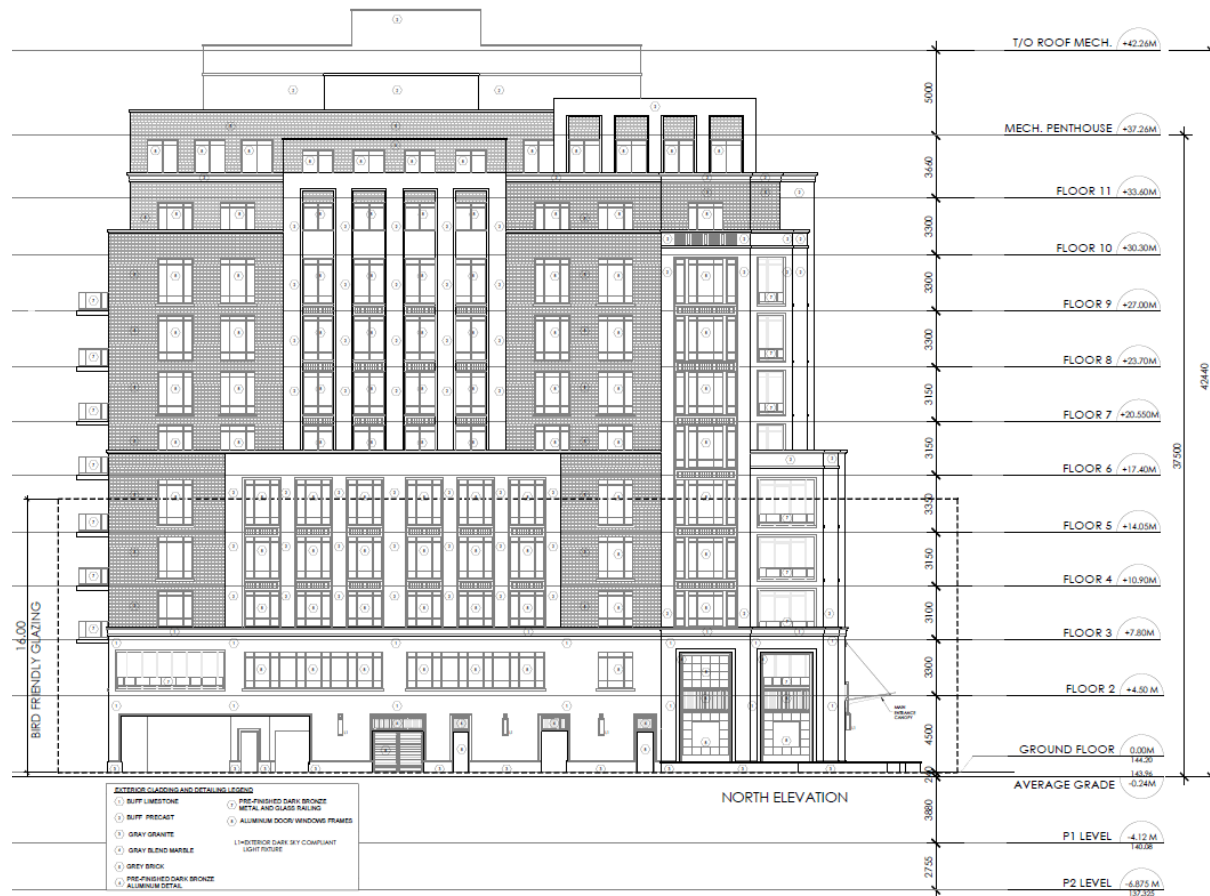 T/O ROOF MECH. +42.26M
5000
MECH. PENTHOUSE +37.26M
3660
FLOOR 11 +33.60M
3300
FLOOR 10 +30.30M
3300
FLOOR 9 +27.00M
3300
FLOOR 8 +23.70M
3150
FLOOR 7 +20.550M
3150
FLOOR 6 +17.40M
3350
FLOOR 5 +14.05M
3150
FLOOR 4 +10.90M
3100
FLOOR 3 +7.80M
3300
FLOOR 2 +4.50 M
4500
GROUND FLOOR 0.00M
144.20
143.96
AVERAGE GRADE -0.24M
3880
P1 LEVEL -4.12 M
140.08
2755
P2 LEVEL -6.875 M
137.325
42440
37500
16.00
BIRD FRIENDLY GLAZING
MAIN
ENTRANCE
CANOPY
NORTH ELEVATION
EXTERIOR CLADDING AND DETAILING LEGEND
1 BUFF LIMESTONE
2 BUFF PRECAST
3 GRAY GRANITE
4 GRAY BLEND MARBLE
GREY BRICK
PRE-FINISHED DARK BRONZE
ALUMINUM DETAIL
7 PRE-FINISHED DARK BRONZE
METAL AND GLASS RAILING
ALUMINUM DOOR/ WINDOWS FRAMES
L1=EXTERIOR DARK SKY COMPLIANT
LIGHT FIXTURE